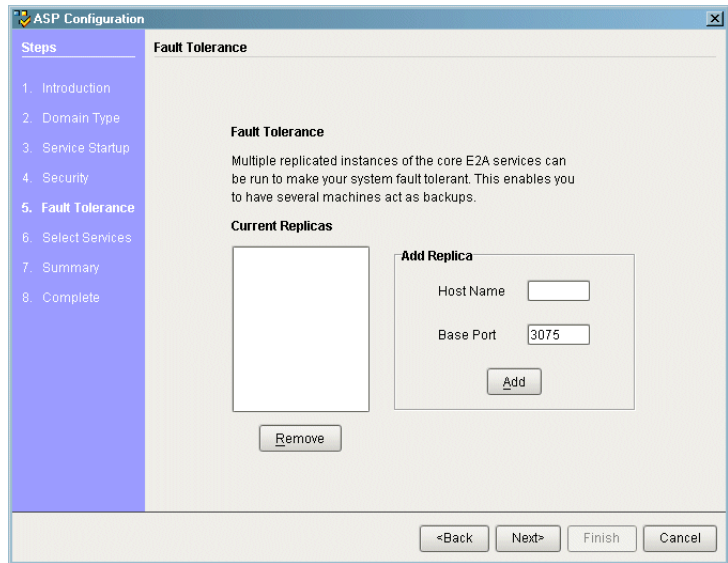 ASP Configuration
Steps
1. Introduction
2. Domain Type
3. Service Startup
4. Security
5. Fault Tolerance
6. Select Services
7. Summary
8. Complete
Fault Tolerance
Fault Tolerance
Multiple replicated instances of the core E2A services can
be run to make your system fault tolerant. This enables you
to have several machines act as backups.
Current Replicas
Remove
Add Replica
Host Name
Base Port 3075
Add
<Back Next> Finish Cancel